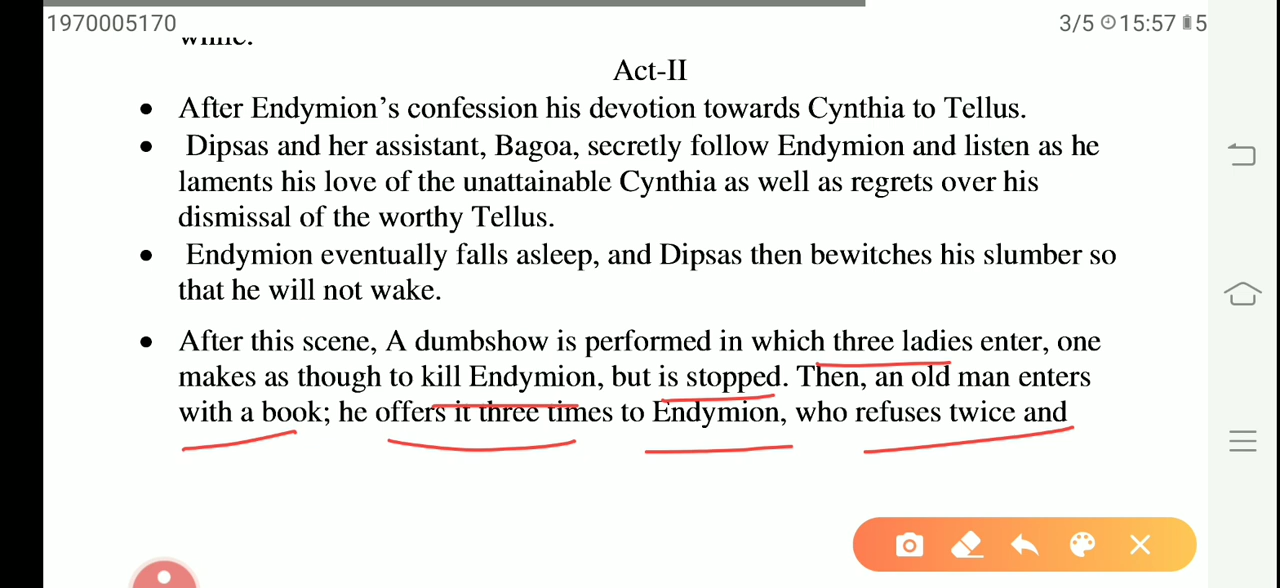 1970005170
3/5 15:57 5
Act-II
After Endymion’s confession his devotion towards Cynthia to Tellus.
Dipsas and her assistant, Bagoa, secretly follow Endymion and listen as he
laments his love of the unattainable Cynthia as well as regrets over his
dismissal of the worthy Tellus.
Endymion eventually falls asleep, and Dipsas then bewitches his slumber so
that he will not wake.
After this scene, A dumbshow is performed in which three ladies enter, one
makes as though to kill Endymion, but is stopped. Then, an old man enters
with a book; he offers it three times to Endymion, who refuses twice and